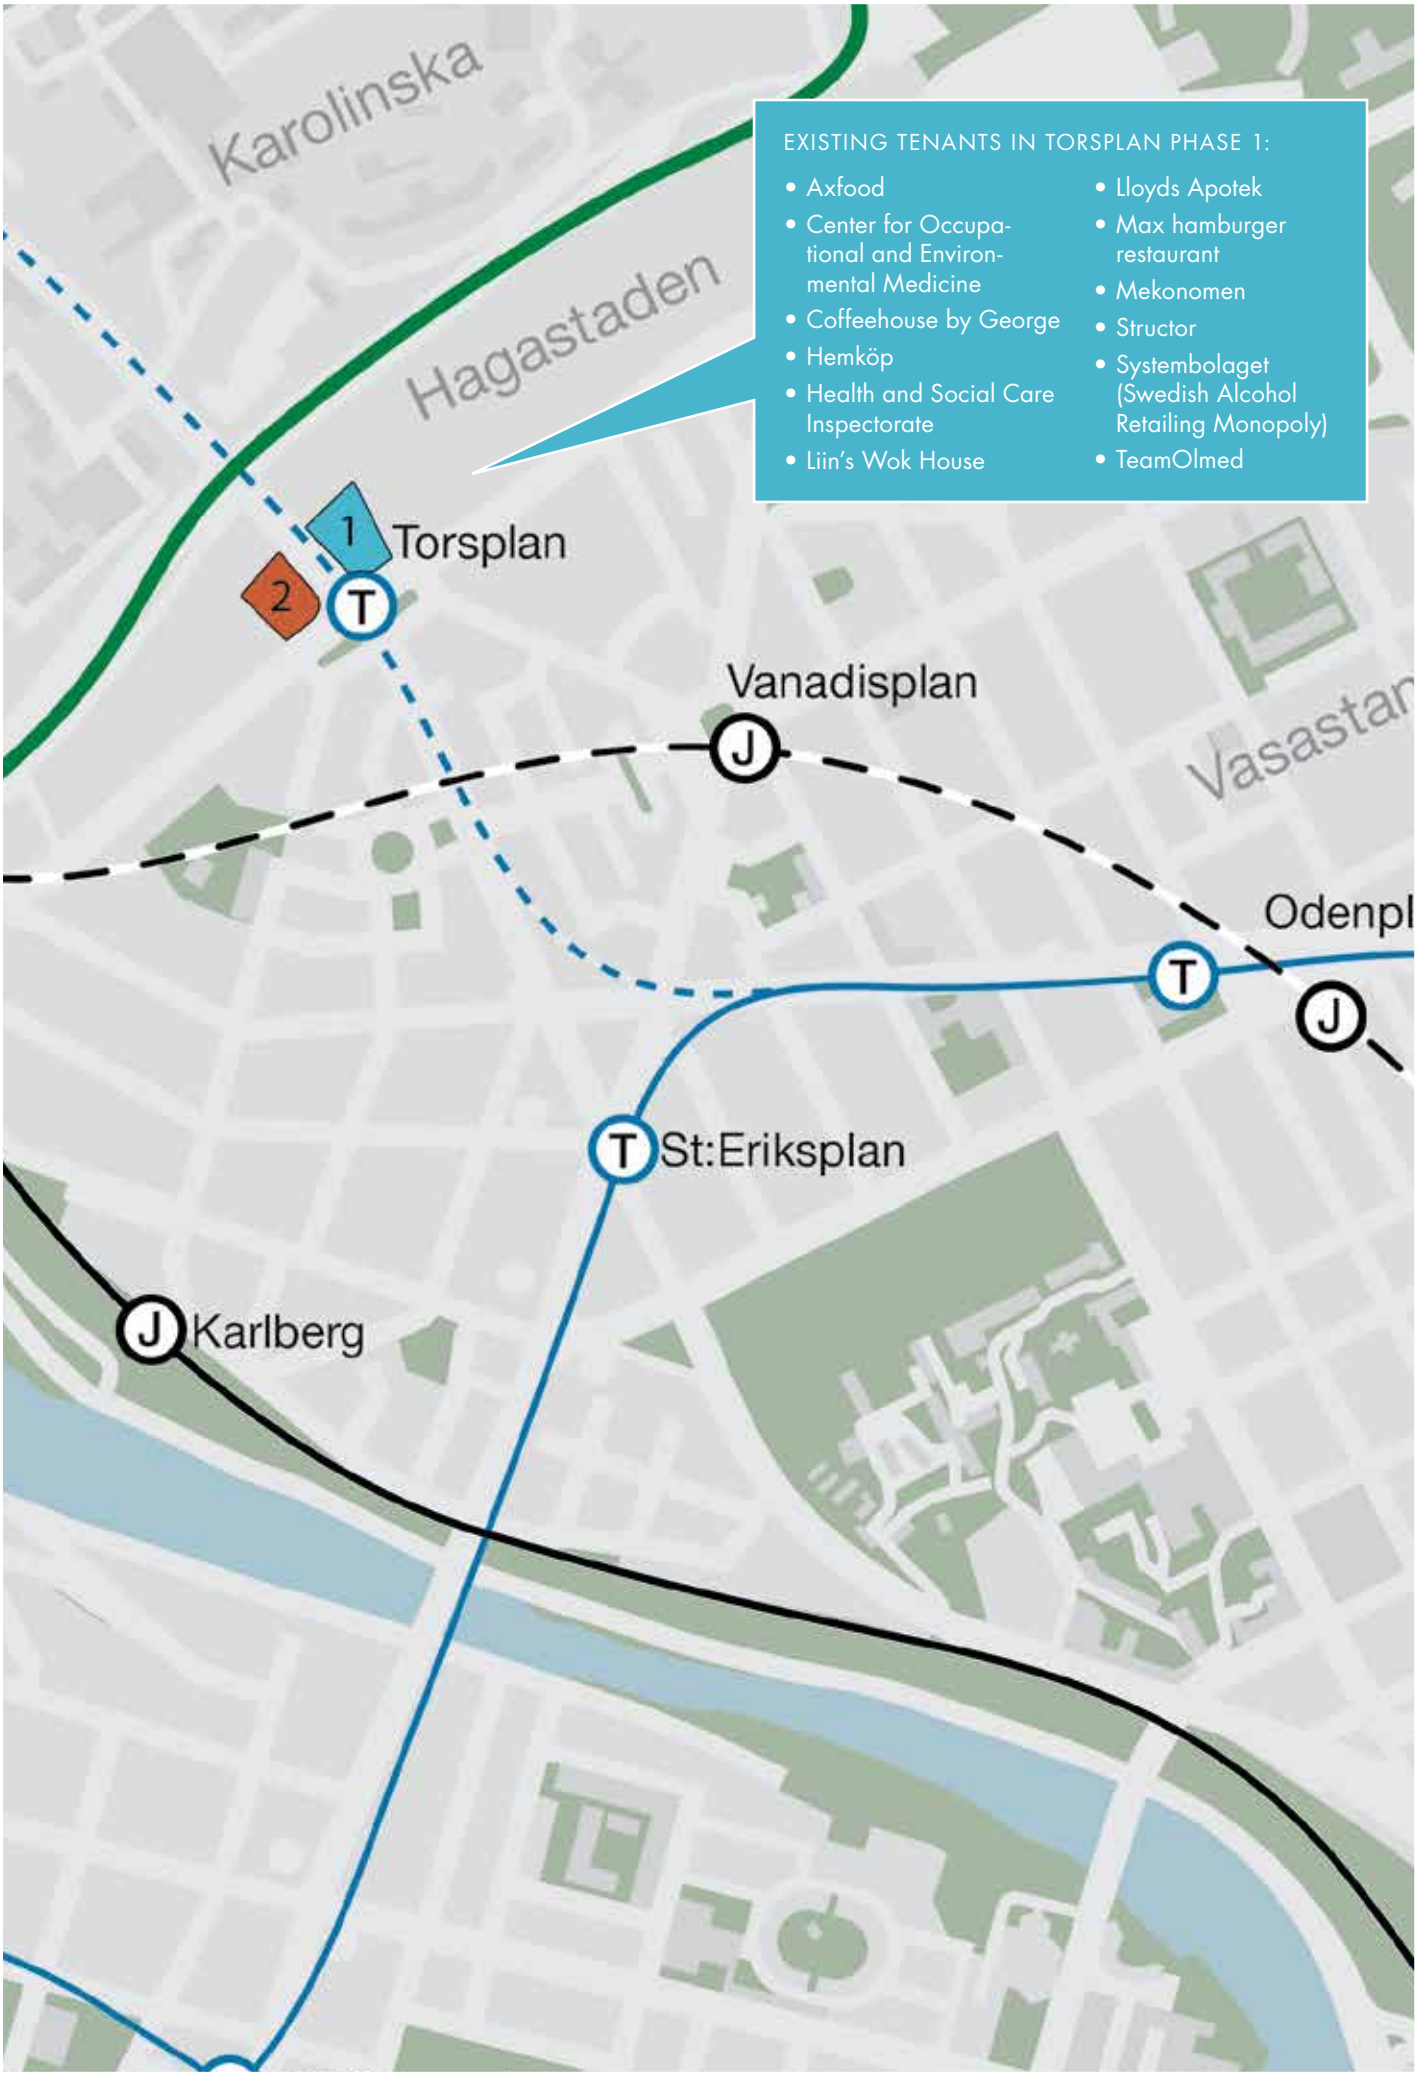 Karolinska
EXISTING TENANTS IN TORSPLAN PHASE 1:
• Axfood
• Center for Occupa-
tional and Environ-
mental Medicine
• Coffeehouse by George
• Hemköp
• Health and Social Care
Inspectorate
• Liin's Wok House
• Lloyds Apotek
• Max hamburger
restaurant
• Mekonomen
• Structor
• Systembolaget
(Swedish Alcohol
Retailing Monopoly)
• TeamOlmed
Hagastaden
1
Torsplan
2
T
Vanadisplan
J
Vasastan
Odenpl
T
J
T St:Eriksplan
J Karlberg